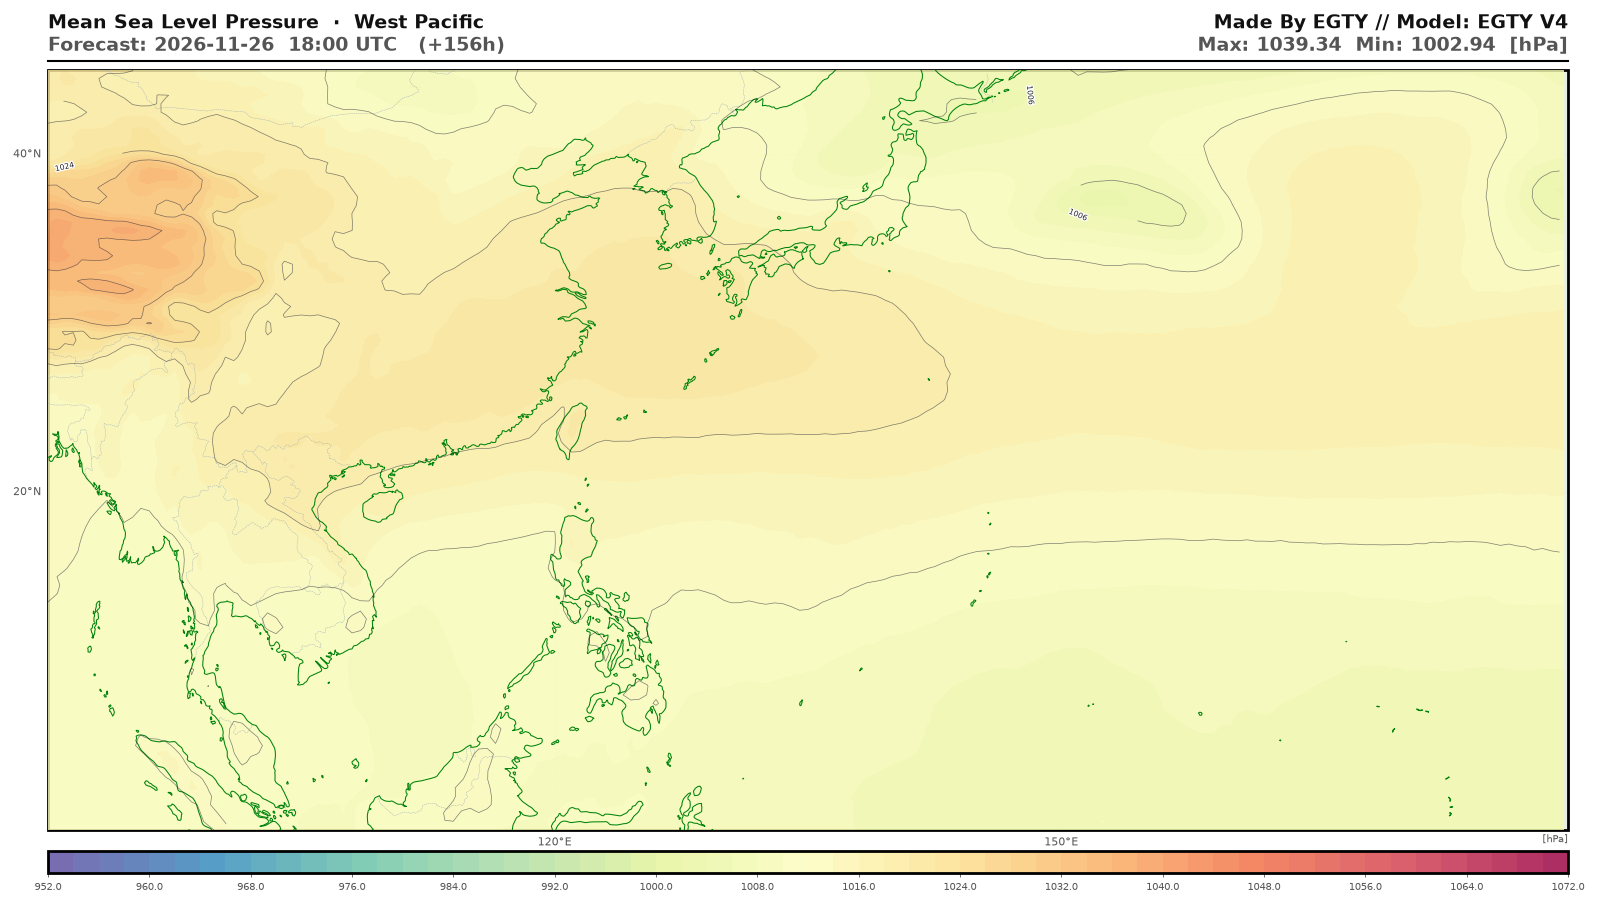 Mean Sea Level Pressure · West Pacific
Made By EGTY // Model: EGTY V4
Forecast: 2026-11-26 18:00 UTC (+156h)
Max: 1039.34 Min: 1002.94 [hPa]
1006
40°N
1024
1006
20°N
120°E
150°E
[hPa]
952.0 960.0 968.0 976.0 984.0 992.0 1000.0 1008.0 1016.0 1024.0 1032.0 1040.0 1048.0 1056.0 1064.0 1072.0